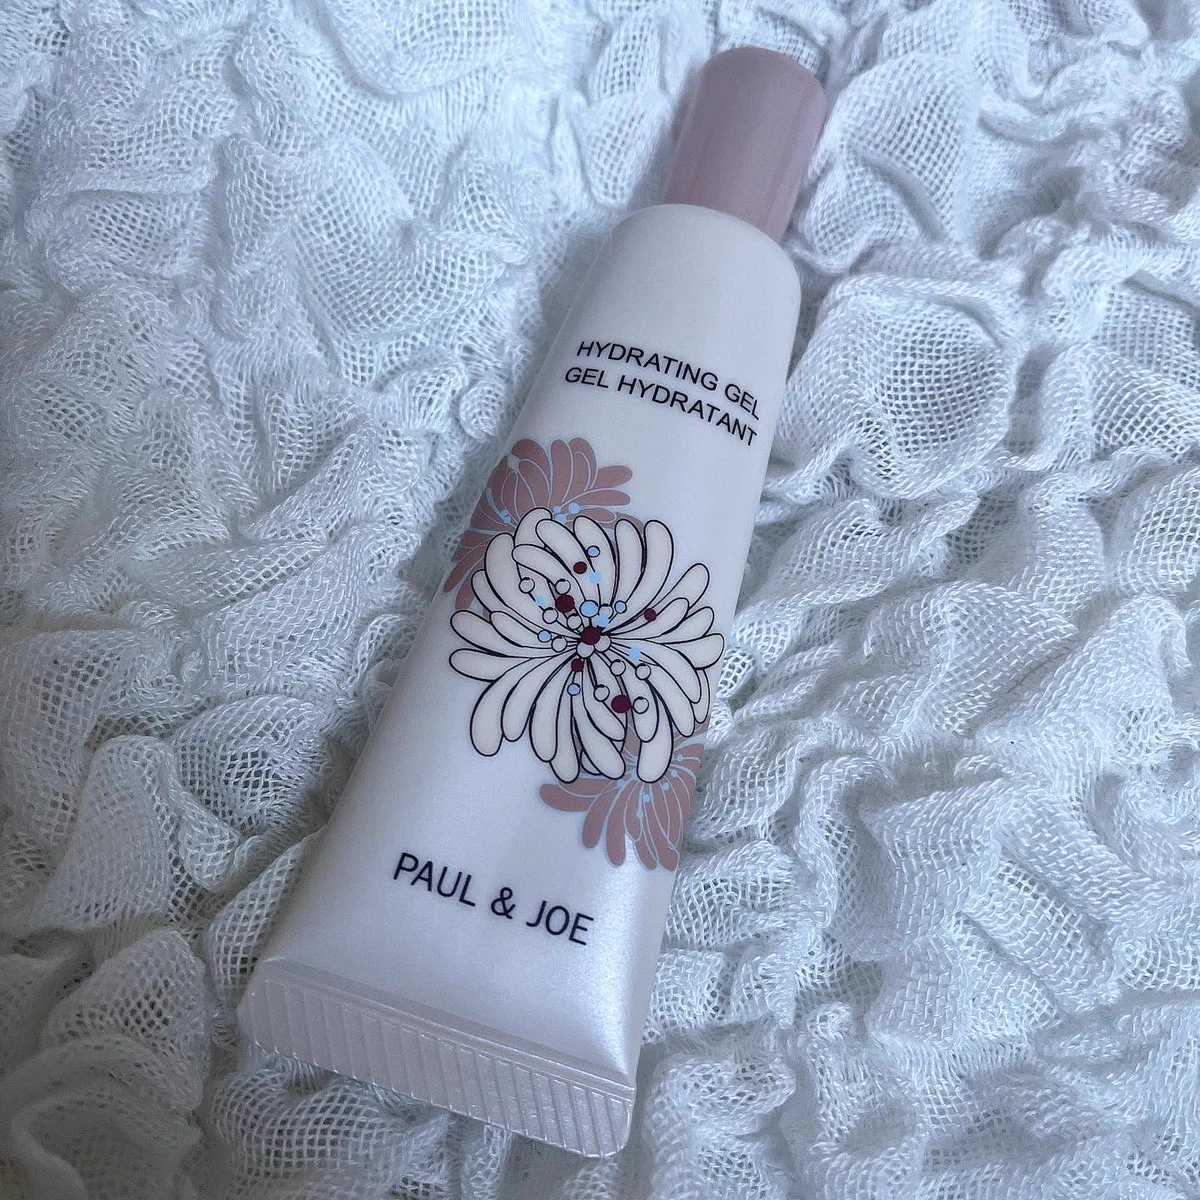 HYDRATING GEL
GEL HYDRATANT
PAUL & JOE